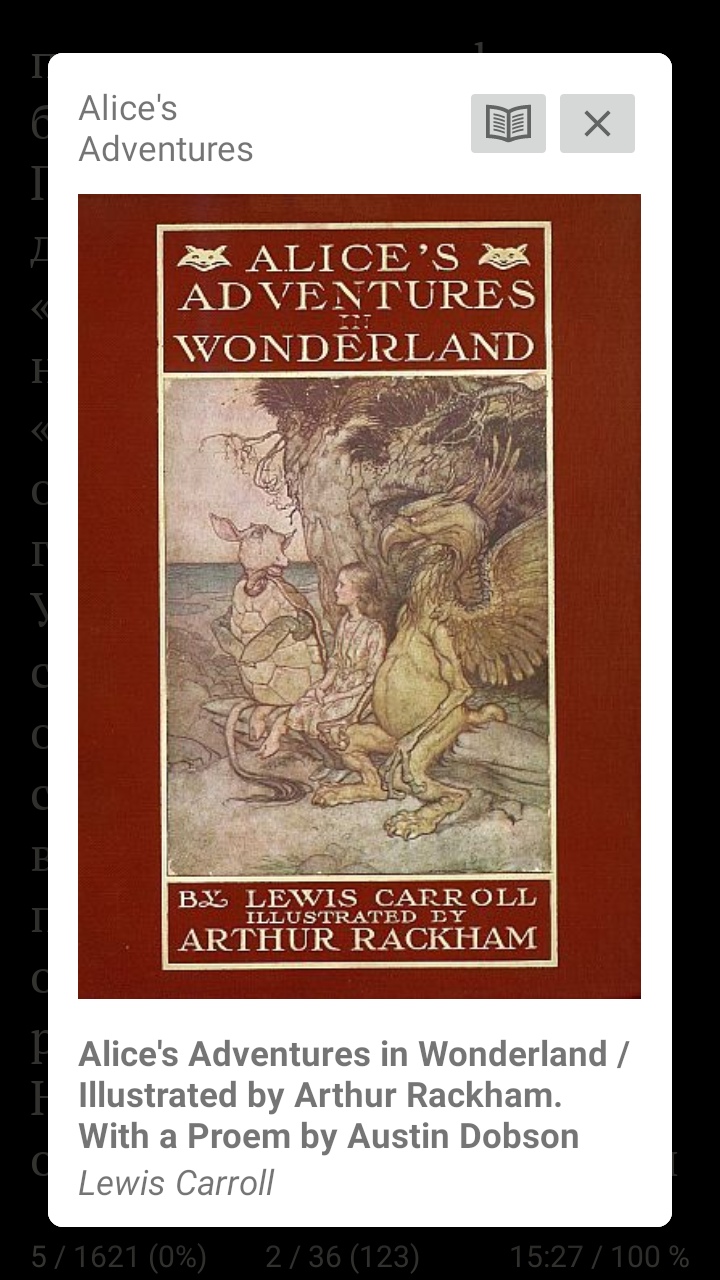 Alice's
Adventures
ALICE'S
ADVENTURES
IN
WONDERLAND
BY LEWIS CARROLL
ILLUSTRATED BY
ARTHUR RACKHAM
Alice's Adventures in Wonderland /
Illustrated by Arthur Rackham.
With a Proem by Austin Dobson
Lewis Carroll
5 / 1621 (0%) 2 / 36 (123) 15:27 / 100 %